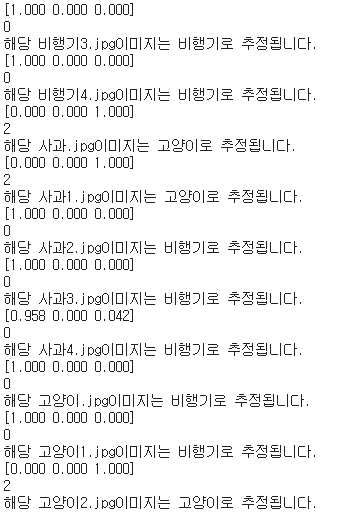 [1.000 0.000 0.000]
0
해당 비행기3.jpg이미지는 비행기로 추정됩니다.
[1.000 0.000 0.000]
0
해당 비행기4.jpg이미지는 비행기로 추정됩니다.
[0.000 0.000 1.000]
2
해당 사과.jpg이미지는 고양이로 추정됩니다.
[0.000 0.000 1.000]
2
해당 사과1.jpg이미지는 고양이로 추정됩니다.
[1.000 0.000 0.000]
0
해당 사과2.jpg이미지는 비행기로 추정됩니다.
[1.000 0.000 0.000]
0
해당 사과3.jpg이미지는 비행기로 추정됩니다.
[0.958 0.000 0.042]
0
해당 사과4.jpg이미지는 비행기로 추정됩니다.
[1.000 0.000 0.000]
0
해당 고양이.jpg이미지는 비행기로 추정됩니다.
[1.000 0.000 0.000]
0
해당 고양이1.jpg이미지는 비행기로 추정됩니다.
[0.000 0.000 1.000]
2
해당 고양이2.jpg이미지는 고양이로 추정됩니다.